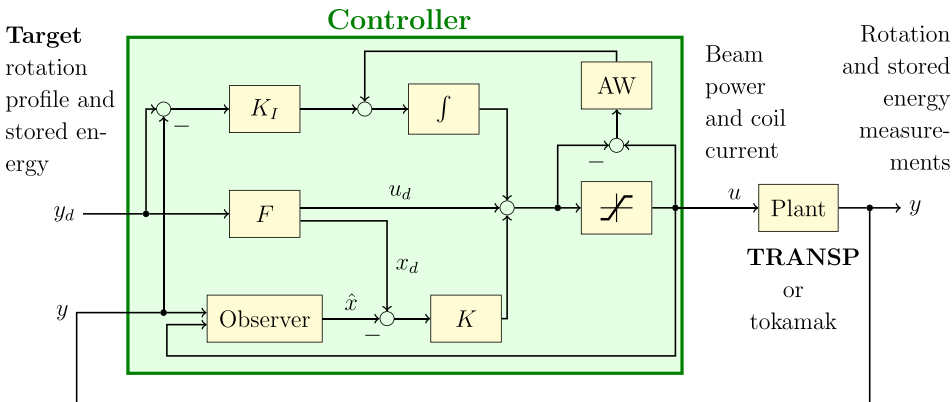 Controller
Target
rotation
profile and
stored en-
ergy
Beam
power
and coil
current
Rotation
and stored
energy
measure-
ments
AW
K_I
∫
−
−
y_d
F
u_d
u
Plant
y
x_d
TRANSP
or
tokamak
y
Observer
x̂
−
K